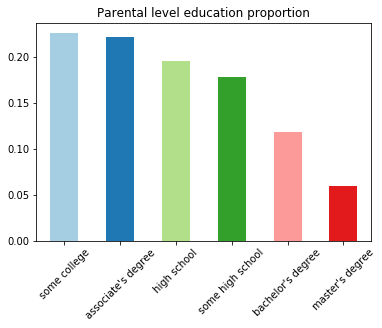 Parental level education proportion
0.20
0.15
0.10
0.05
0.00
some college
associate's degree
high school
some high school
bachelor's degree
master's degree